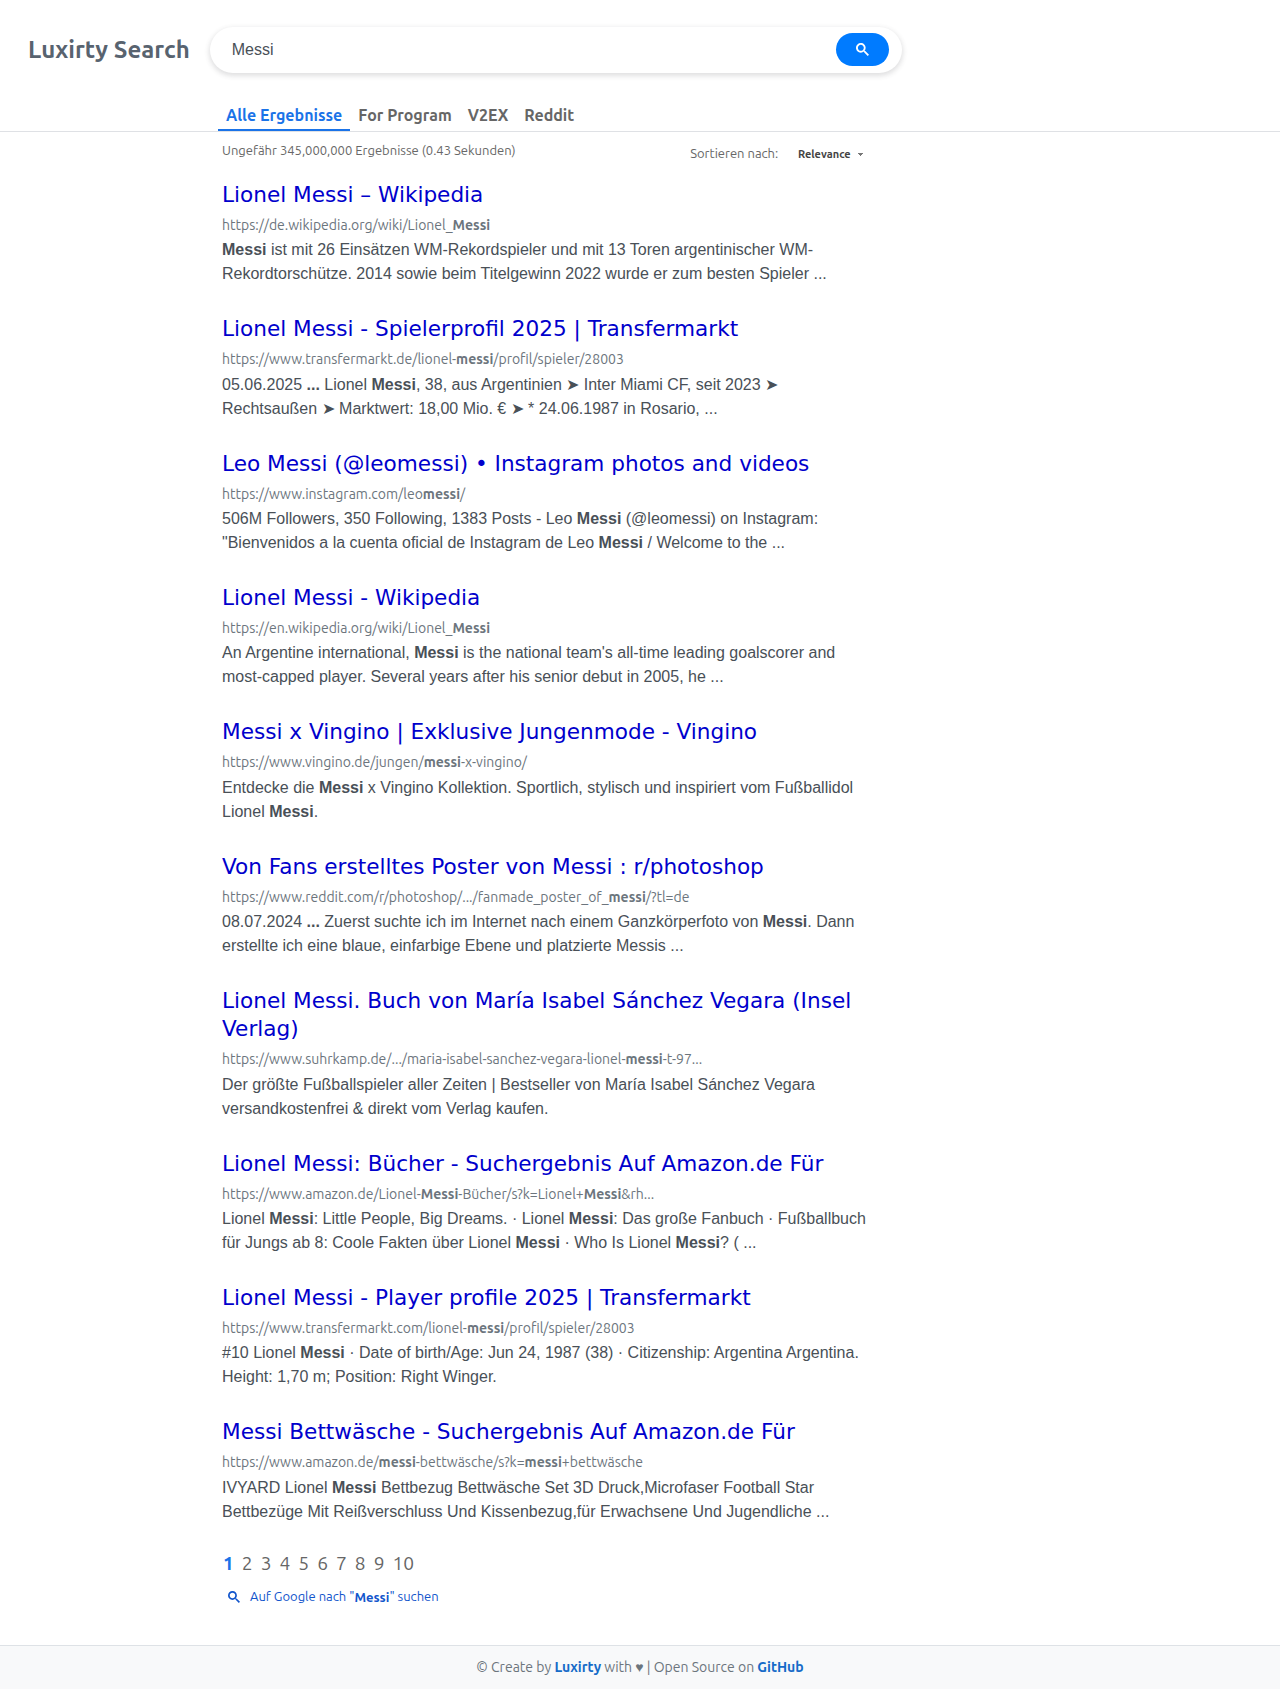 Luxirty Search
Messi
Alle Ergebnisse For Program V2EX Reddit
Ungefähr 345,000,000 Ergebnisse (0.43 Sekunden)
Sortieren nach: Relevance
Lionel Messi – Wikipedia
https://de.wikipedia.org/wiki/Lionel_Messi
Messi ist mit 26 Einsätzen WM-Rekordspieler und mit 13 Toren argentinischer WM-
Rekordtorschütze. 2014 sowie beim Titelgewinn 2022 wurde er zum besten Spieler ...
Lionel Messi - Spielerprofil 2025 | Transfermarkt
https://www.transfermarkt.de/lionel-messi/profil/spieler/28003
05.06.2025 ... Lionel Messi, 38, aus Argentinien ➤ Inter Miami CF, seit 2023 ➤
Rechtsaußen ➤ Marktwert: 18,00 Mio. € ➤ * 24.06.1987 in Rosario, ...
Leo Messi (@leomessi) • Instagram photos and videos
https://www.instagram.com/leomessi/
506M Followers, 350 Following, 1383 Posts - Leo Messi (@leomessi) on Instagram:
"Bienvenidos a la cuenta oficial de Instagram de Leo Messi / Welcome to the ...
Lionel Messi - Wikipedia
https://en.wikipedia.org/wiki/Lionel_Messi
An Argentine international, Messi is the national team's all-time leading goalscorer and
most-capped player. Several years after his senior debut in 2005, he ...
Messi x Vingino | Exklusive Jungenmode - Vingino
https://www.vingino.de/jungen/messi-x-vingino/
Entdecke die Messi x Vingino Kollektion. Sportlich, stylisch und inspiriert vom Fußballidol
Lionel Messi.
Von Fans erstelltes Poster von Messi : r/photoshop
https://www.reddit.com/r/photoshop/.../fanmade_poster_of_messi/?tl=de
08.07.2024 ... Zuerst suchte ich im Internet nach einem Ganzkörperfoto von Messi. Dann
erstellte ich eine blaue, einfarbige Ebene und platzierte Messis ...
Lionel Messi. Buch von María Isabel Sánchez Vegara (Insel
Verlag)
https://www.suhrkamp.de/.../maria-isabel-sanchez-vegara-lionel-messi-t-97...
Der größte Fußballspieler aller Zeiten | Bestseller von María Isabel Sánchez Vegara
versandkostenfrei & direkt vom Verlag kaufen.
Lionel Messi: Bücher - Suchergebnis Auf Amazon.de Für
https://www.amazon.de/Lionel-Messi-Bücher/s?k=Lionel+Messi&rh...
Lionel Messi: Little People, Big Dreams. · Lionel Messi: Das große Fanbuch · Fußballbuch
für Jungs ab 8: Coole Fakten über Lionel Messi · Who Is Lionel Messi? ( ...
Lionel Messi - Player profile 2025 | Transfermarkt
https://www.transfermarkt.com/lionel-messi/profil/spieler/28003
#10 Lionel Messi · Date of birth/Age: Jun 24, 1987 (38) · Citizenship: Argentina Argentina.
Height: 1,70 m; Position: Right Winger.
Messi Bettwäsche - Suchergebnis Auf Amazon.de Für
https://www.amazon.de/messi-bettwäsche/s?k=messi+bettwäsche
IVYARD Lionel Messi Bettbezug Bettwäsche Set 3D Druck,Microfaser Football Star
Bettbezüge Mit Reißverschluss Und Kissenbezug,für Erwachsene Und Jugendliche ...
1 2 3 4 5 6 7 8 9 10
Auf Google nach "Messi" suchen
© Create by Luxirty with ♥ | Open Source on GitHub